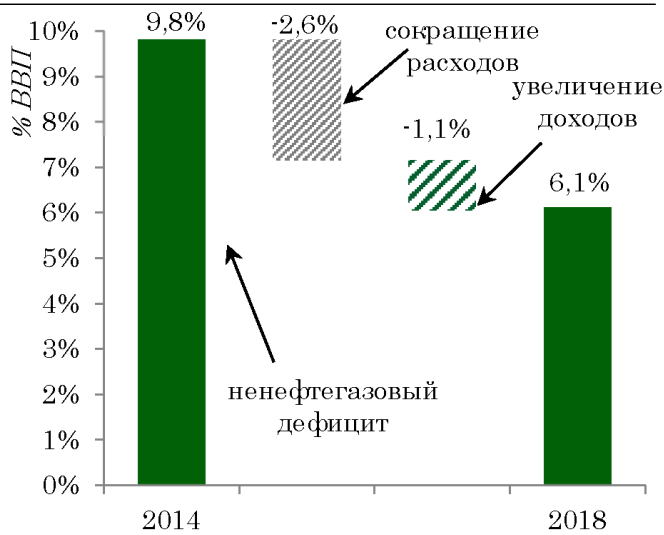 % ВВП
10%
9%
8%
7%
6%
5%
4%
3%
2%
1%
0%
9,8%
-2,6%
сокращение
расходов
увеличение
доходов
-1,1%
6,1%
ненефтегазовый
дефицит
2014
2018